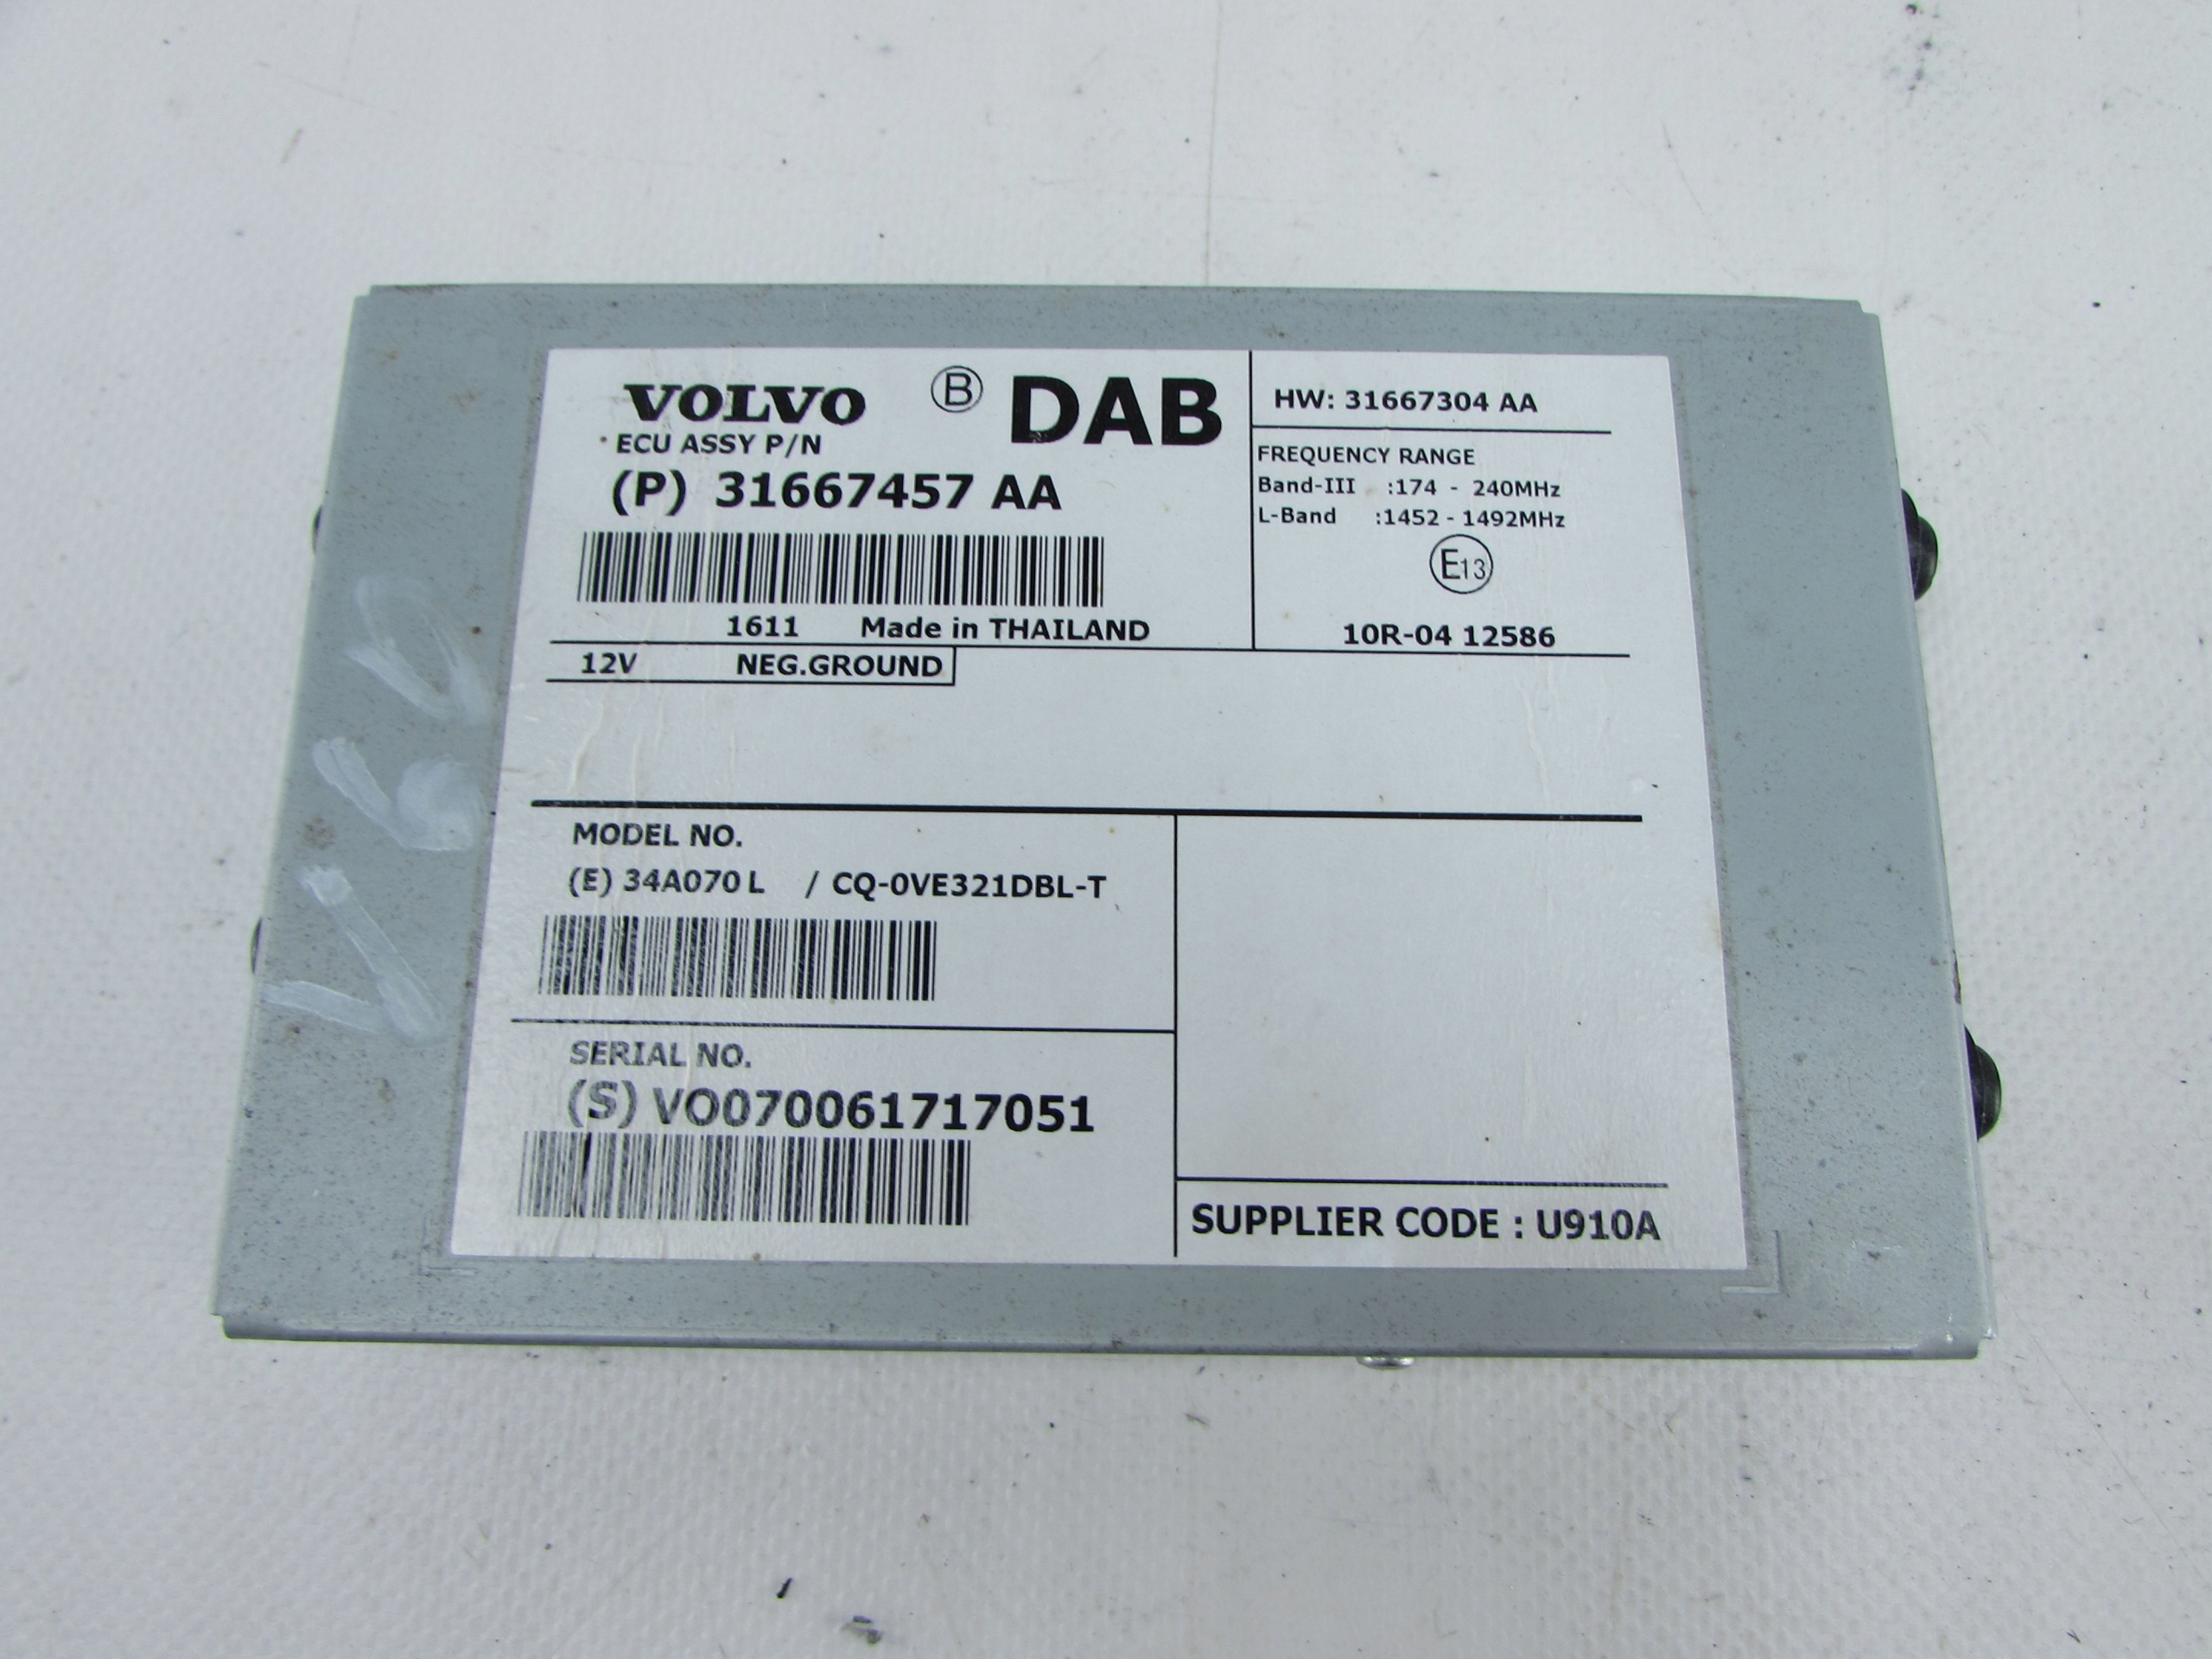 VOLVO B DAB
ECU ASSY P/N
(P) 31667457 AA
1611 Made in THAILAND
12V NEG.GROUND
HW: 31667304 AA
FREQUENCY RANGE
Band-III :174 - 240MHz
L-Band :1452 - 1492MHz
E13
10R-04 12586
MODEL NO.
(E) 34A070 L / CQ-0VE321DBL-T
SERIAL NO.
(S) VO070061717051
SUPPLIER CODE : U910A
V60